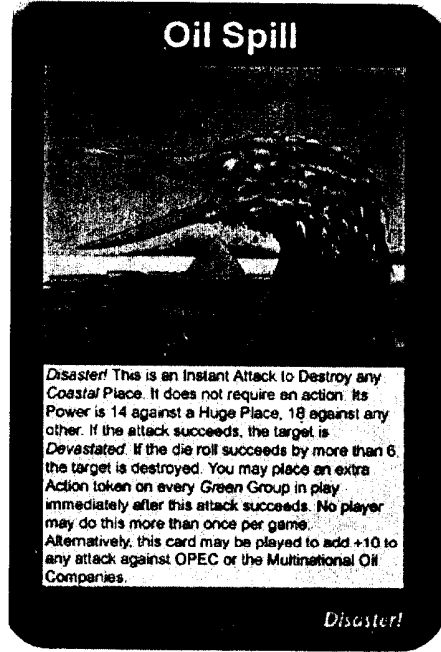 Oil Spill
Disaster! This is an Instant Attack to Destroy any
Coastal Place. It does not require an action. Its
Power is 14 against a Huge Place, 18 against any
other. If the attack succeeds, the target is
Devastated. If the die roll succeeds by more than 6,
the target is destroyed. You may place an extra
Action token on every Green Group in play
immediately after this attack succeeds. No player
may do this more than once per game.
Alternatively, this card may be played to add +10 to
any attack against OPEC or the Multinational Oil
Companies.
Disaster!